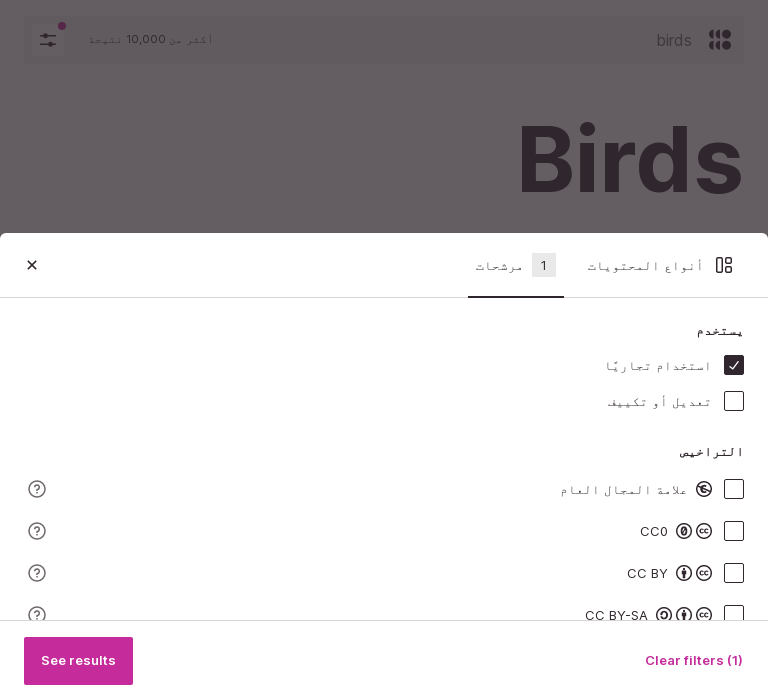 birds
أكثر من 10,000 نتيجة
Birds
أنواع المحتويات
1 مرشحات
يستخدم
استخدام تجاريًا
تعديل أو تكييف
التراخيص
علامة المجال العام
CC0
CC BY
CC BY-SA
Clear filters (1)
See results